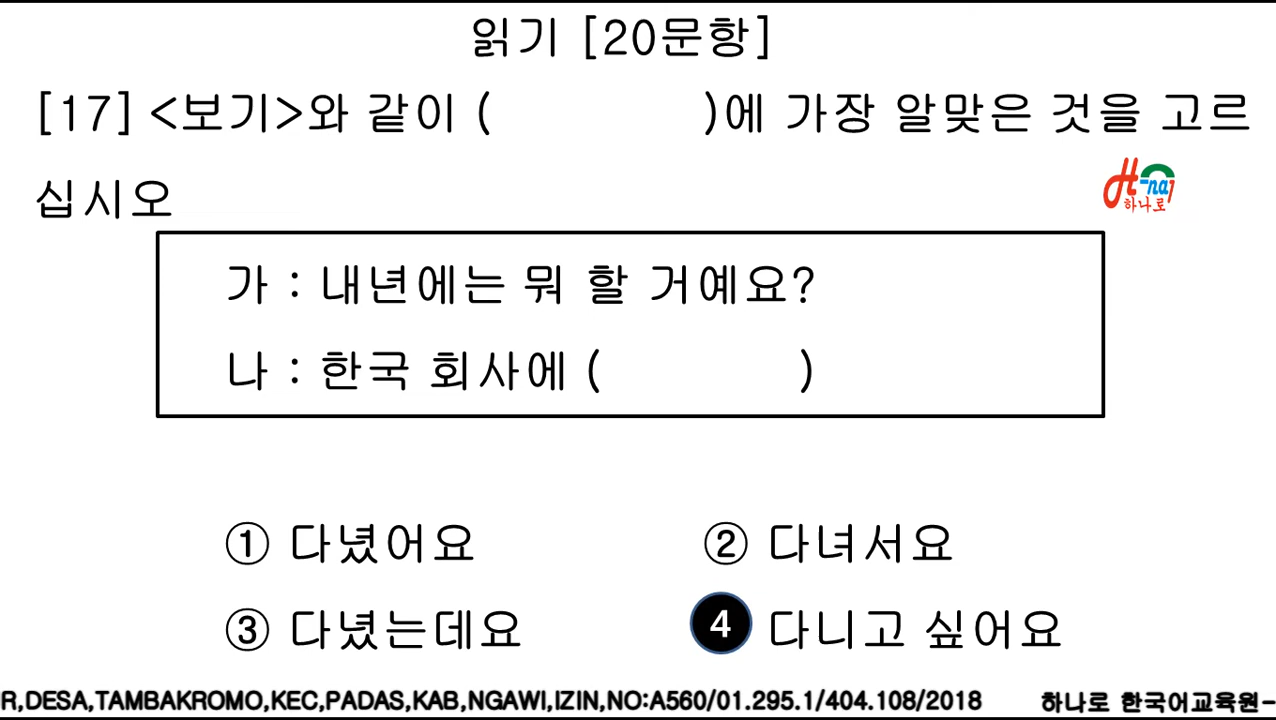 읽기 [20문항]
[17] <보기>와 같이 ( )에 가장 알맞은 것을 고르
십시오
H-na
하나로
가 : 내년에는 뭐 할 거예요?
나 : 한국 회사에 ( )
① 다녔어요 ② 다녀서요
③ 다녔는데요 ❹ 다니고 싶어요
R,DESA,TAMBAKROMO,KEC,PADAS,KAB,NGAWI,IZIN,NO:A560/01.295.1/404.108/2018 하나로 한국어교육원-